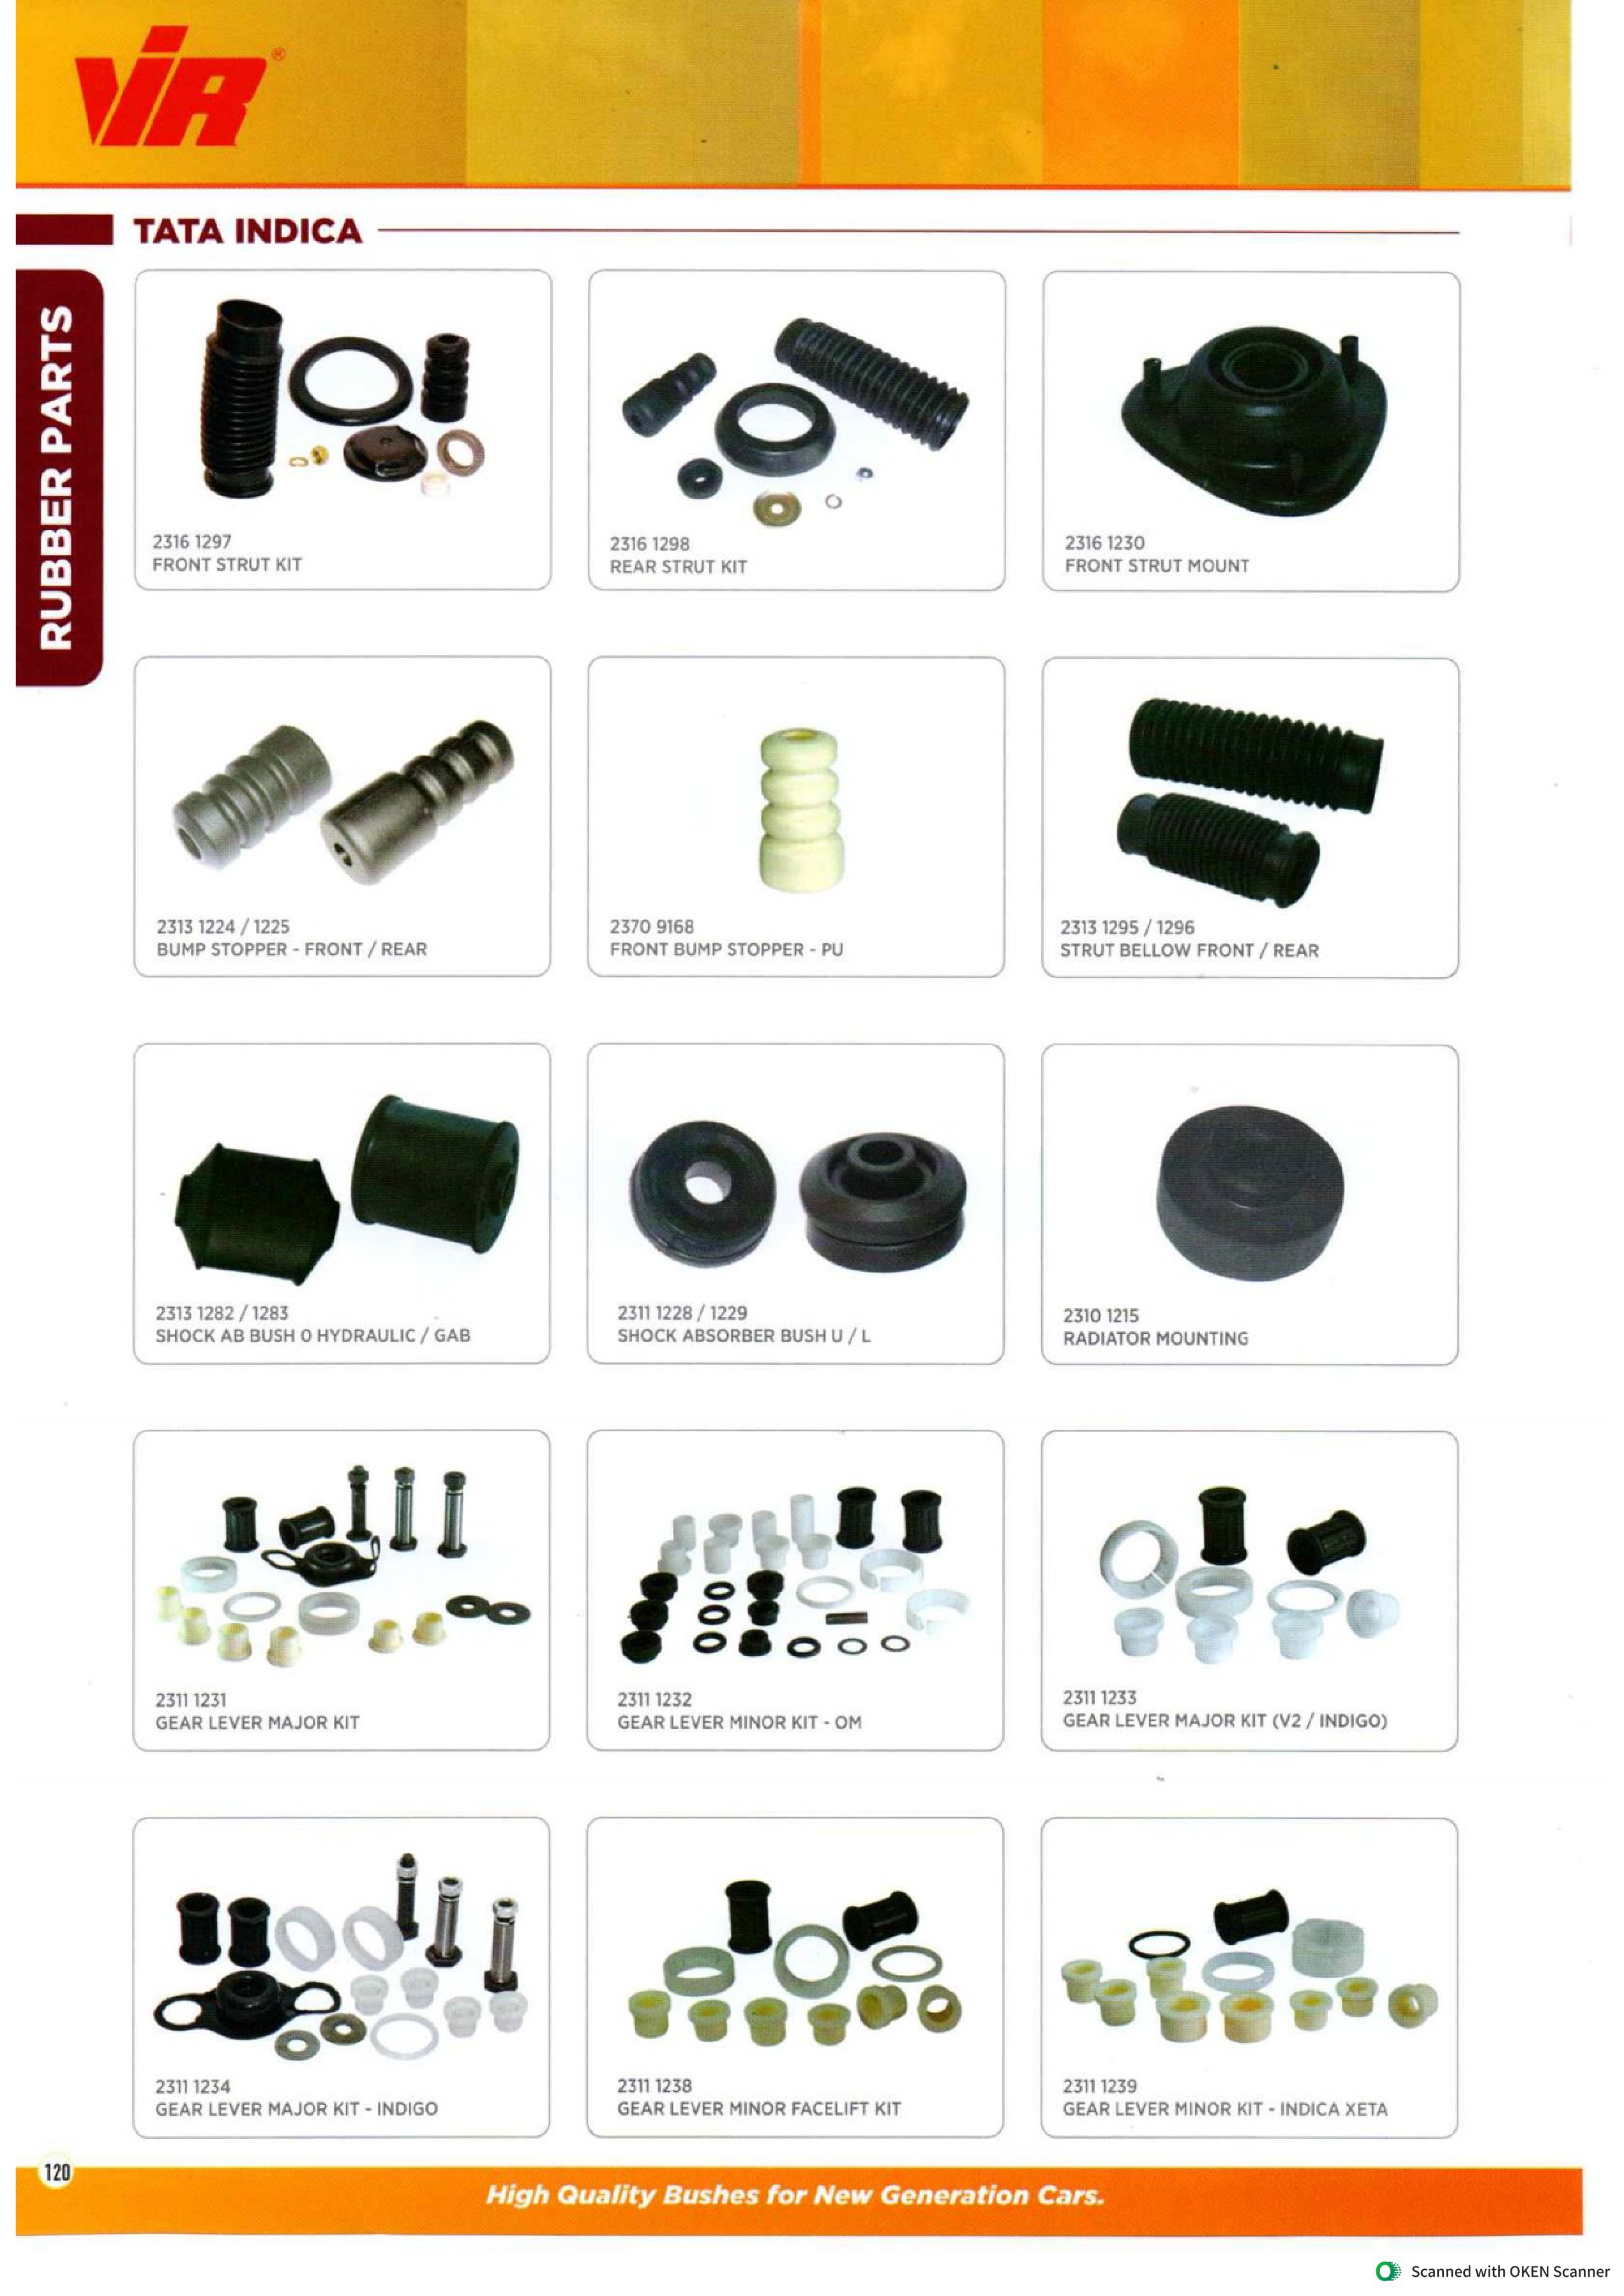 ViR®
TATA INDICA
RUBBER PARTS
2316 1297
FRONT STRUT KIT
2316 1298
REAR STRUT KIT
2316 1230
FRONT STRUT MOUNT
2313 1224 / 1225
BUMP STOPPER - FRONT / REAR
2370 9168
FRONT BUMP STOPPER - PU
2313 1295 / 1296
STRUT BELLOW FRONT / REAR
2313 1282 / 1283
SHOCK AB BUSH O HYDRAULIC / GAB
2311 1228 / 1229
SHOCK ABSORBER BUSH U / L
2310 1215
RADIATOR MOUNTING
2311 1231
GEAR LEVER MAJOR KIT
2311 1232
GEAR LEVER MINOR KIT - OM
2311 1233
GEAR LEVER MAJOR KIT (V2 / INDIGO)
2311 1234
GEAR LEVER MAJOR KIT - INDIGO
2311 1238
GEAR LEVER MINOR FACELIFT KIT
2311 1239
GEAR LEVER MINOR KIT - INDICA XETA
120
High Quality Bushes for New Generation Cars.
Scanned with OKEN Scanner